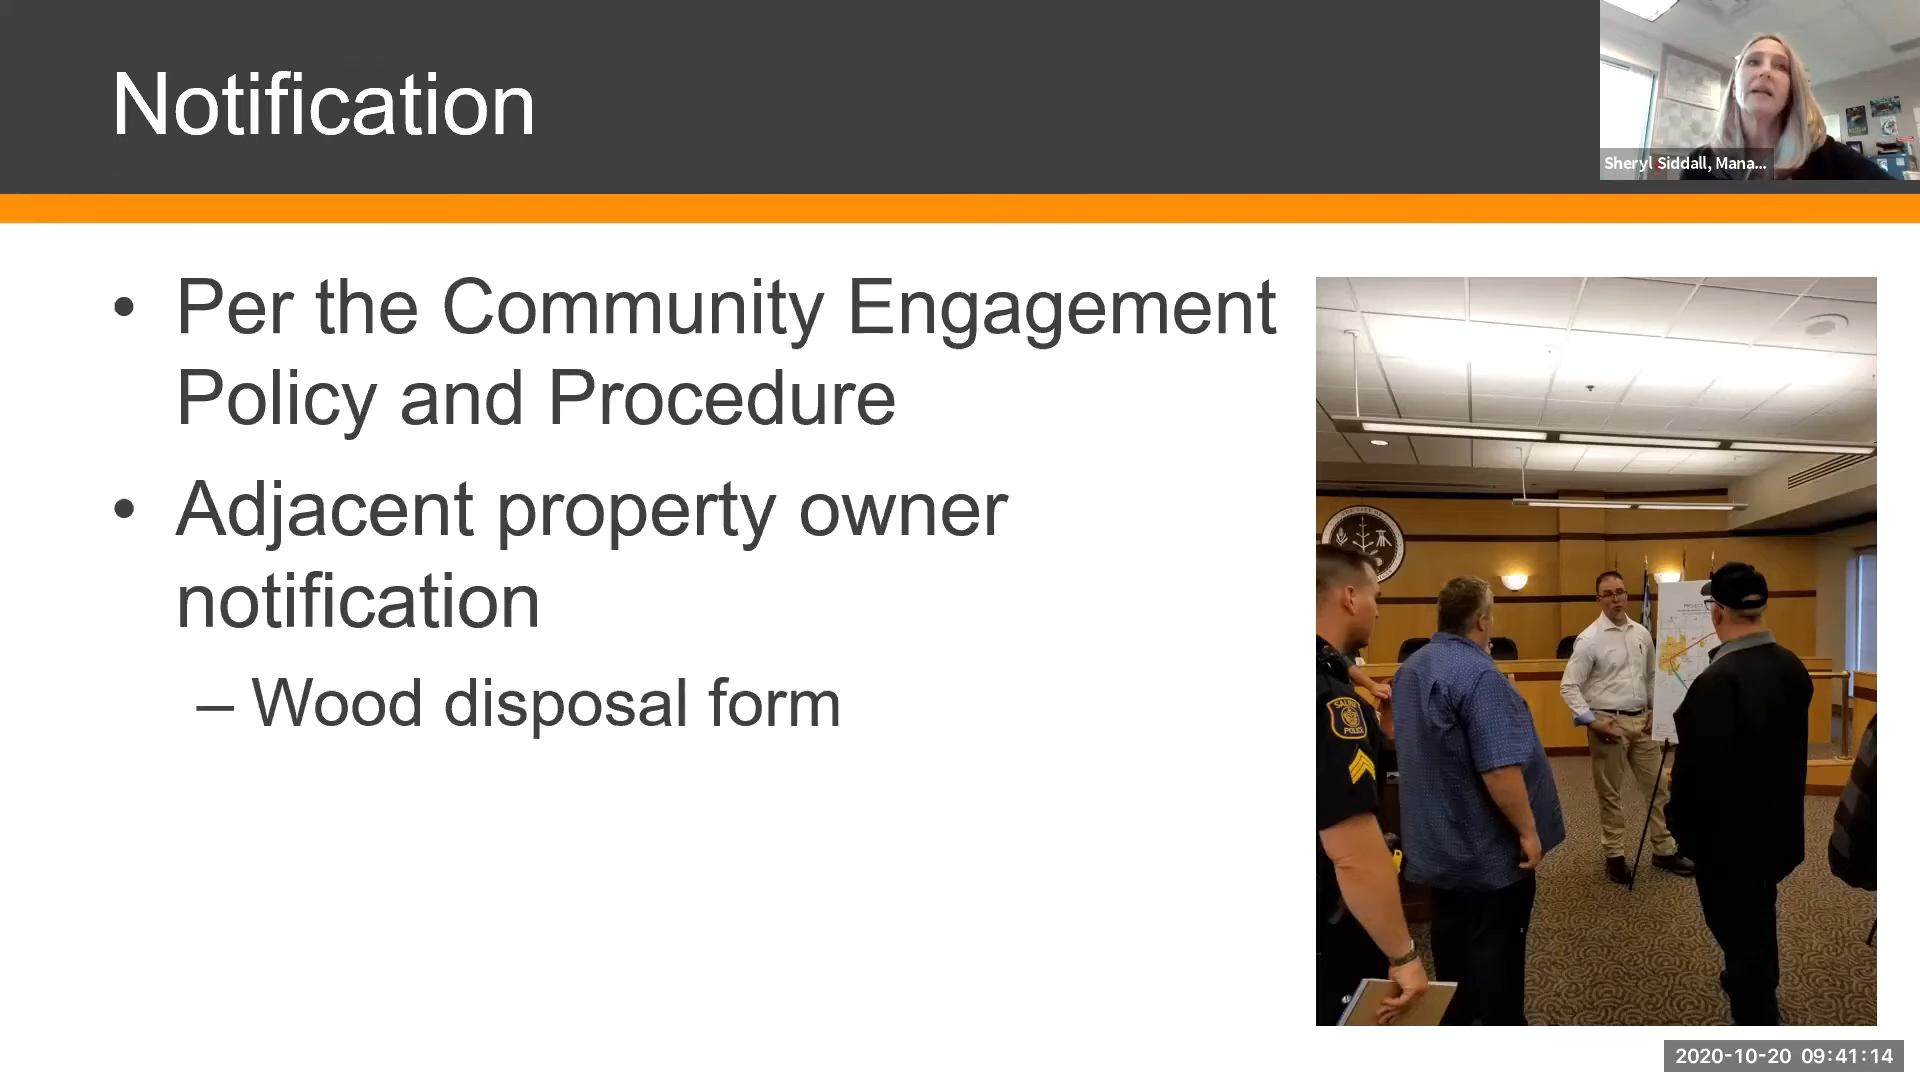 Notification
Sheryl Siddall, Mana...
• Per the Community Engagement
Policy and Procedure
• Adjacent property owner
notification
– Wood disposal form
POLICE
2020-10-20 09:41:14